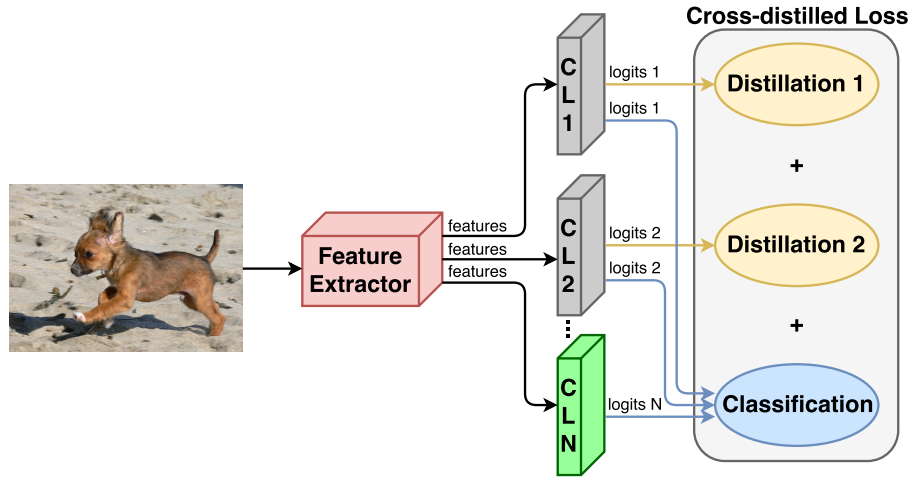 Cross-distilled Loss
C
L
1
logits 1
logits 1
Distillation 1
+
features
features
features
Feature
Extractor
C
L
2
logits 2
logits 2
Distillation 2
+
C
L
N
logits N
Classification